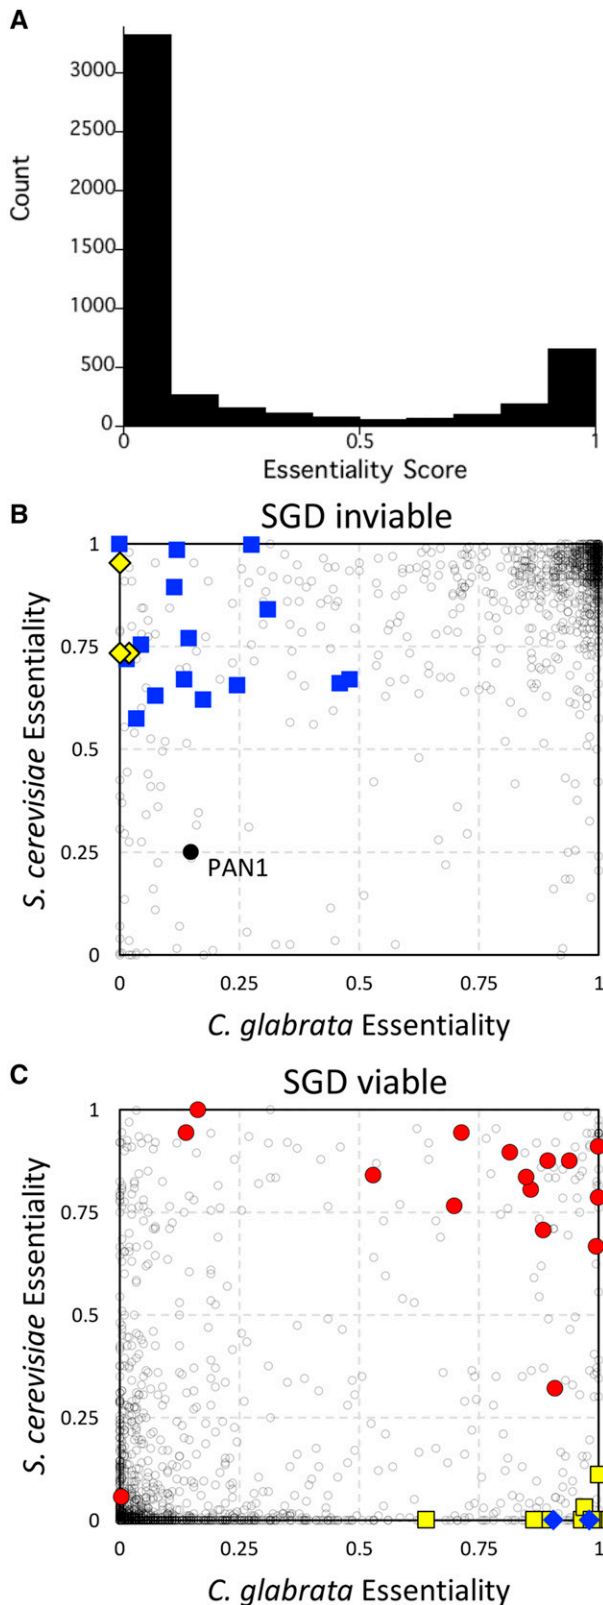 A
3000
2500
2000
1500
1000
500
0
Count
0 0.5 1
Essentiality Score
B
SGD inviable
1
0.75
0.5
0.25
0
S. cerevisiae Essentiality
PAN1
0 0.25 0.5 0.75 1
C. glabrata Essentiality
C
SGD viable
1
0.75
0.5
0.25
0
S. cerevisiae Essentiality
0 0.25 0.5 0.75 1
C. glabrata Essentiality